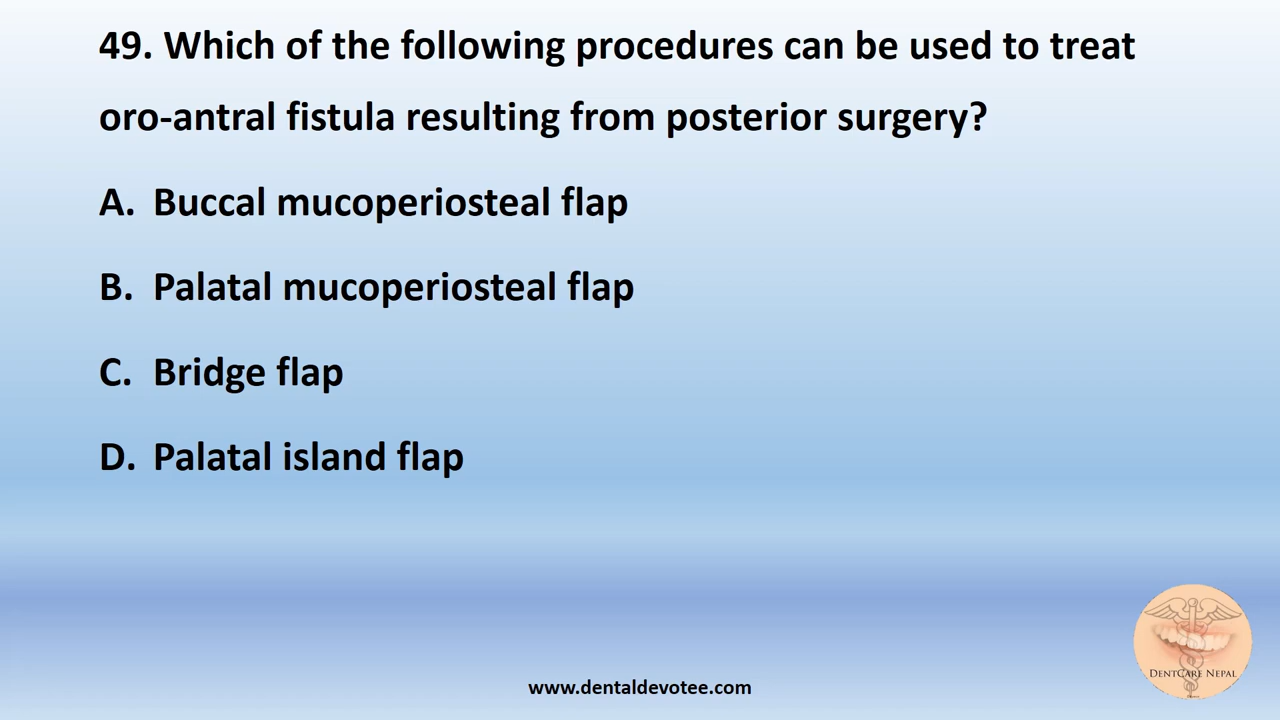 49. Which of the following procedures can be used to treat
oro-antral fistula resulting from posterior surgery?
A. Buccal mucoperiosteal flap
B. Palatal mucoperiosteal flap
C. Bridge flap
D. Palatal island flap
DENTCARE NEPAL
www.dentaldevotee.com